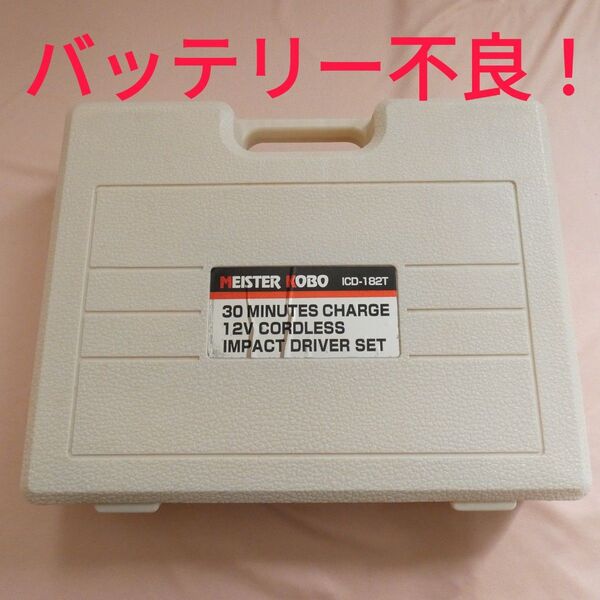 バッテリー不良！
MEISTER KOBO ICD-182T
30 MINUTES CHARGE
12V CORDLESS
IMPACT DRIVER SET